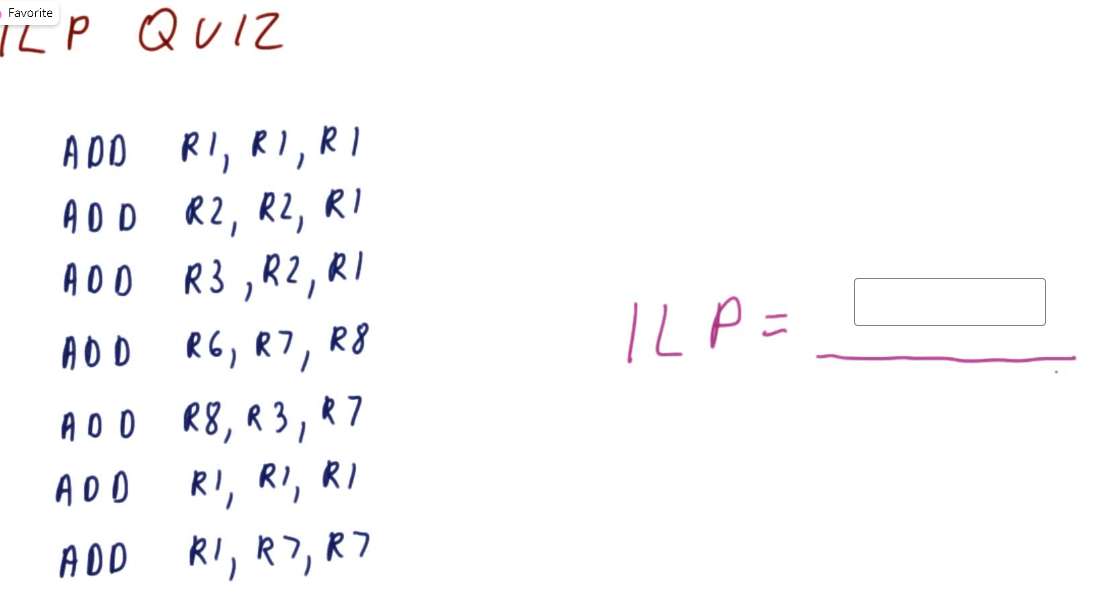 Favorite
ILP QUIZ
ADD R1, R1, R1
ADD R2, R2, R1
ADD R3, R2, R1
ADD R6, R7, R8
ADD R8, R3, R7
ADD R1, R1, R1
ADD R1, R7, R7
ILP =